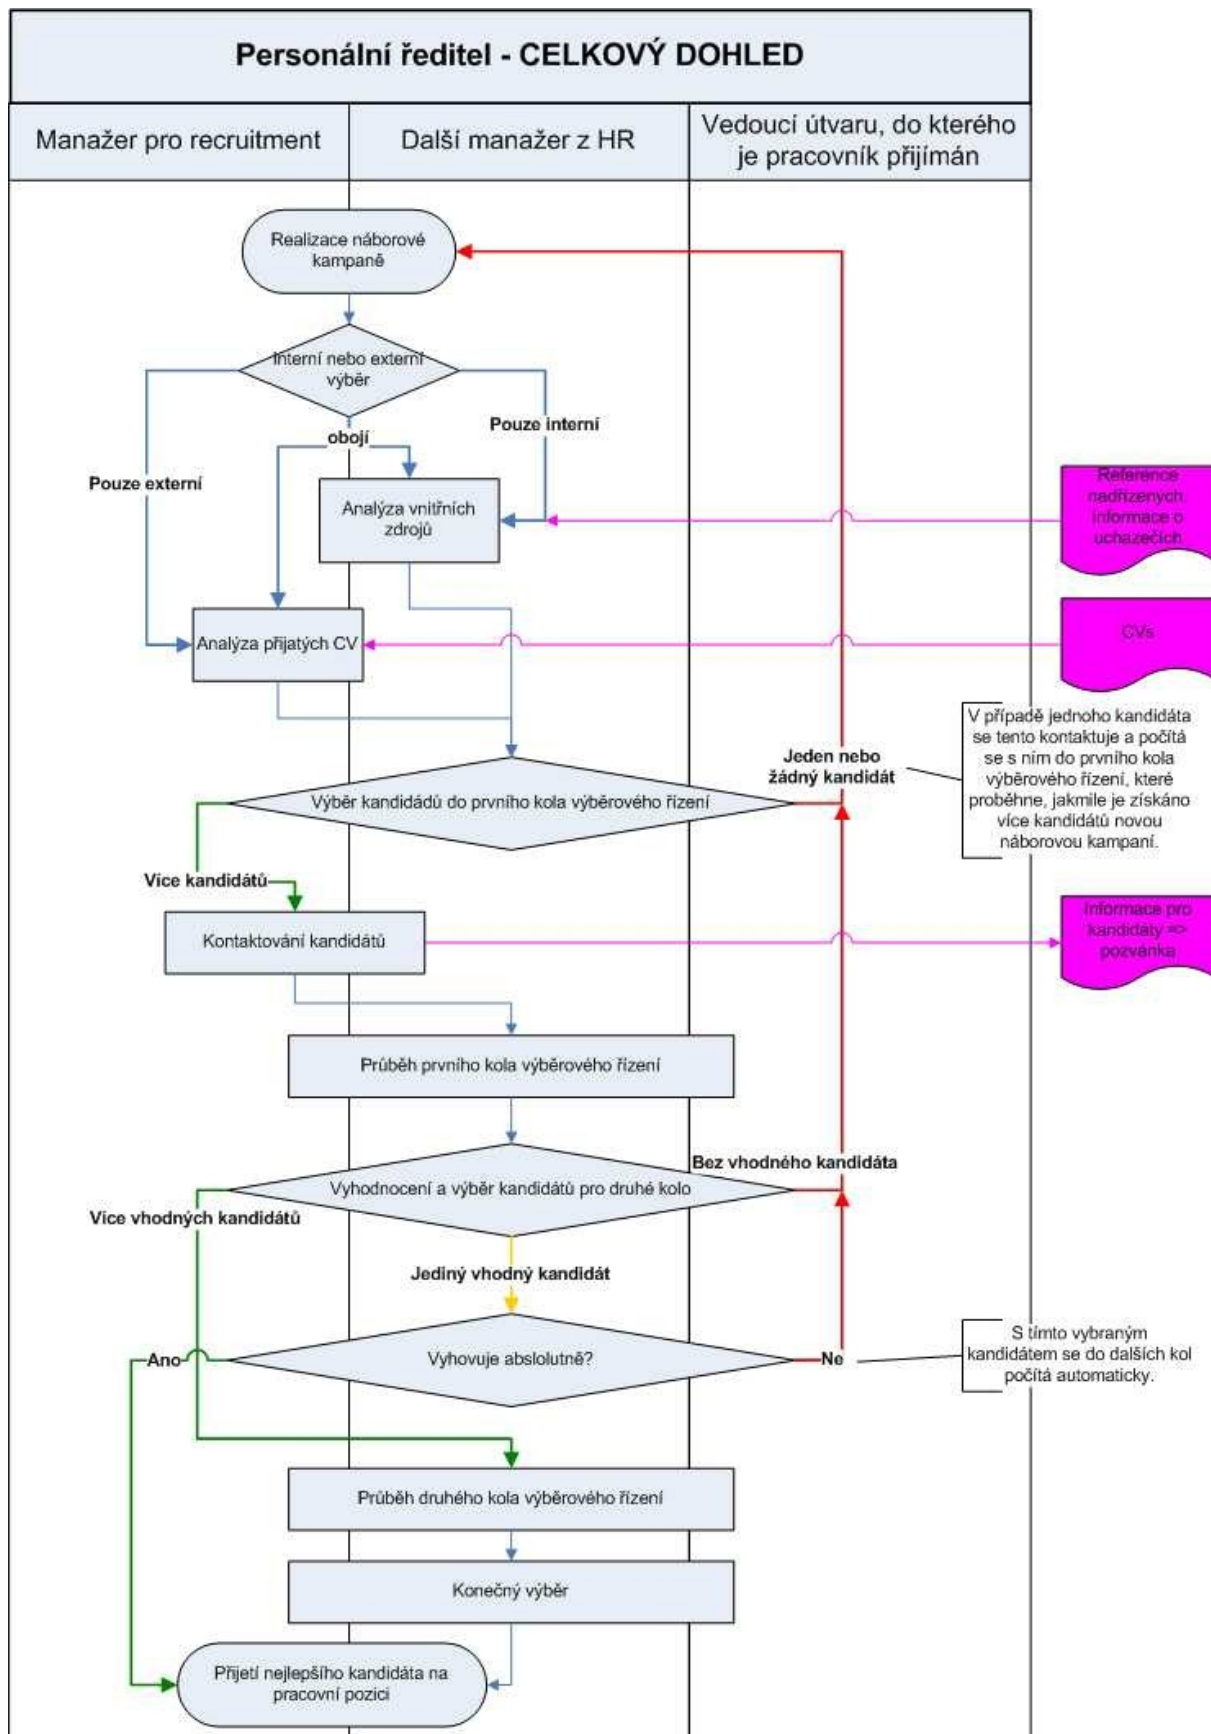 Personální ředitel - CELKOVÝ DOHLED
Manažer pro recruitment
Další manažer z HR
Vedoucí útvaru, do kterého
je pracovník přijímán
Realizace náborové
kampaně
Interní nebo externí
výběr
obojí
Pouze interní
Pouze externí
Analýza vnitřních
zdrojů
Reference
nadřízených,
informace o
uchazečích
Analýza přijatých CV
CVs
V případě jednoho kandidáta
se tento kontaktuje a počítá
se s ním do prvního kola
výběrového řízení, které
proběhne, jakmile je získáno
více kandidátů novou
náborovou kampaní.
Jeden nebo
žádný kandidát
Výběr kandidádů do prvního kola výběrového řízení
Více kandidátů
Kontaktování kandidátů
Informace pro
kandidáty =>
pozvánka
Průběh prvního kola výběrového řízení
Bez vhodného kandidáta
Vyhodnocení a výběr kandidátů pro druhé kolo
Více vhodných kandidátů
Jediný vhodný kandidát
Ano
Vyhovuje abslolutně?
Ne
S tímto vybraným
kandidátem se do dalších kol
počítá automaticky.
Průběh druhého kola výběrového řízení
Konečný výběr
Přijetí nejlepšího kandidáta na
pracovní pozici